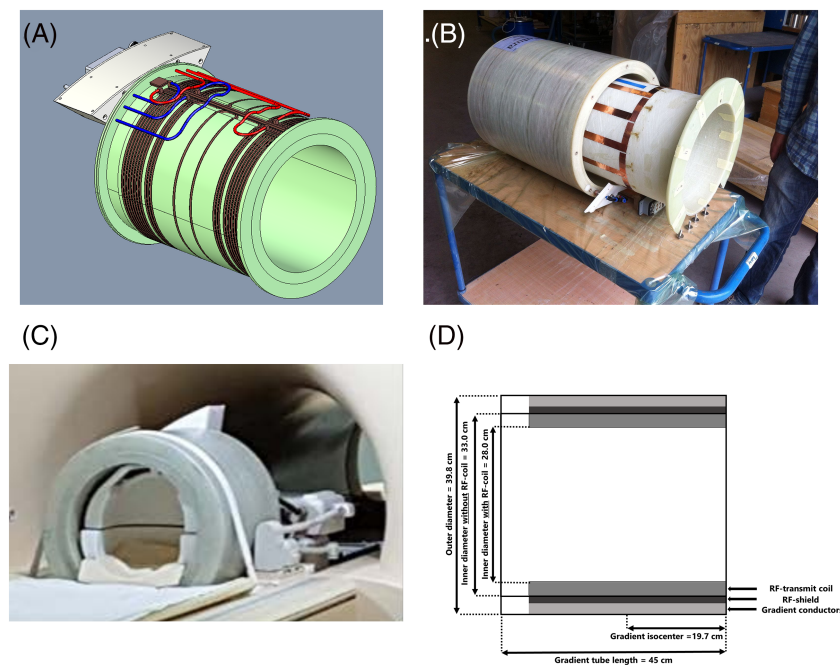 (A)
.(B)
(C)
(D)
Outer diameter = 39.8 cm
Inner diameter without RF-coil = 33.0 cm
Inner diameter with RF-coil = 28.0 cm
RF-transmit coil
RF-shield
Gradient conductors
Gradient isocenter =19.7 cm
Gradient tube length = 45 cm